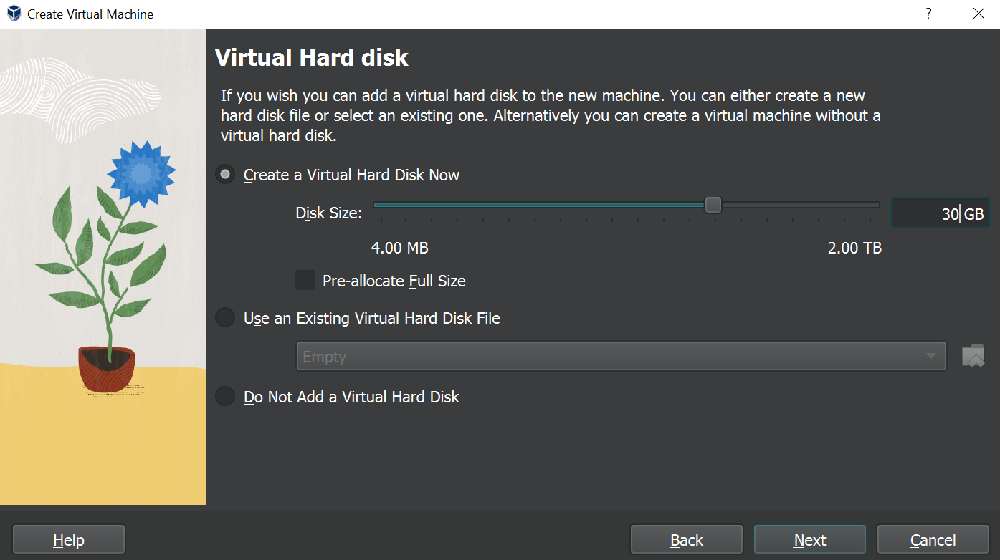 Create Virtual Machine
?
Virtual Hard disk
If you wish you can add a virtual hard disk to the new machine. You can either create a new
hard disk file or select an existing one. Alternatively you can create a virtual machine without a
virtual hard disk.
Create a Virtual Hard Disk Now
Disk Size:
30 GB
4.00 MB
2.00 TB
Pre-allocate Full Size
Use an Existing Virtual Hard Disk File
Empty
Do Not Add a Virtual Hard Disk
Help
Back
Next
Cancel